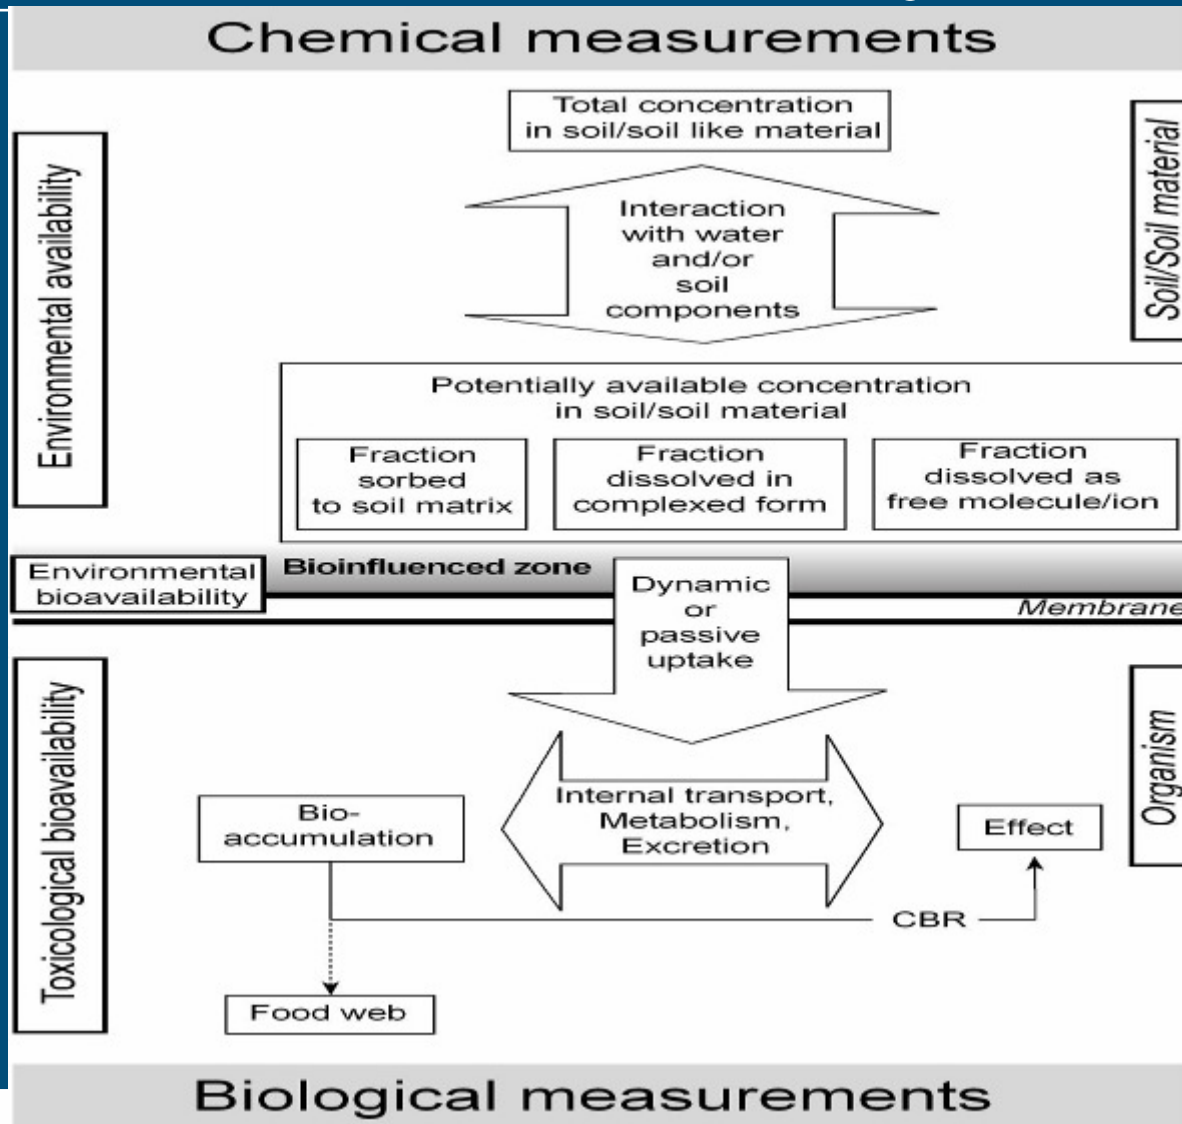 Chemical measurements
Total concentration
in soil/soil like material
Environmental availability
Soil/Soil material
Interaction
with water
and/or
soil
components
Potentially available concentration
in soil/soil material
Fraction
sorbed
to soil matrix
Fraction
dissolved in
complexed form
Fraction
dissolved as
free molecule/ion
Environmental
bioavailability
Bioinfluenced zone
Dynamic
or
passive
uptake
Membrane
Toxicological bioavailability
Organism
Bio-
accumulation
Internal transport,
Metabolism,
Excretion
Effect
CBR
Food web
Biological measurements